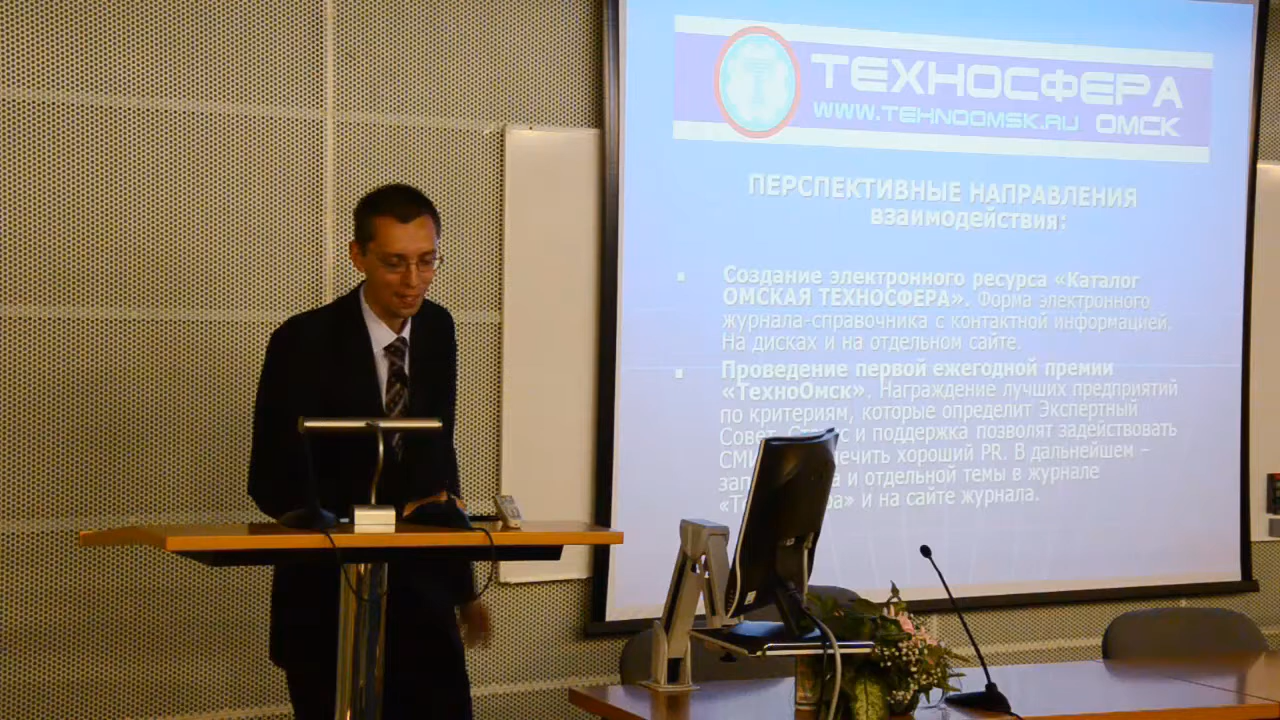 ТЕХНОСФЕРА
WWW.TEHNOOMSK.RU ОМСК
ПЕРСПЕКТИВНЫЕ НАПРАВЛЕНИЯ
взаимодействия:
Создание электронного ресурса «Каталог
ОМСКАЯ ТЕХНОСФЕРА». Форма электронного
журнала-справочника с контактной информацией.
На дисках и на отдельном сайте.
Проведение первой ежегодной премии
«ТехноОмск». Награждение лучших предприятий
по критериям, которые определит Экспертный
Совет. и поддержка позволят задействовать
СМИ хороший PR. В дальнейшем –
и отдельной темы в журнале
и на сайте журнала.